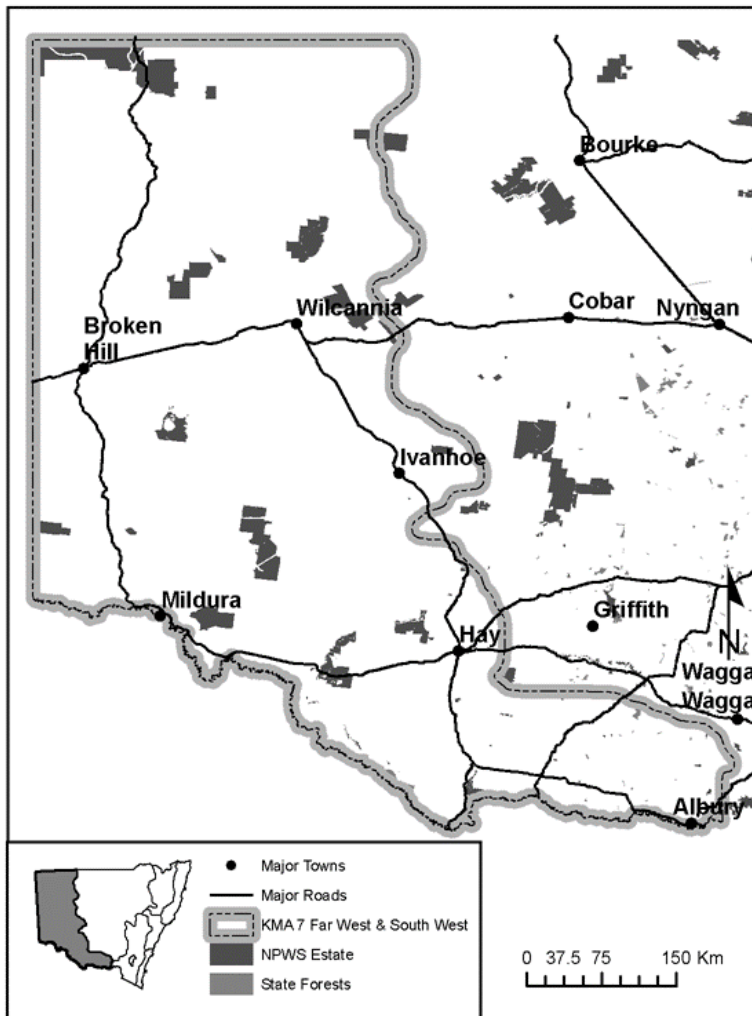 Bourke
Wilcannia
Cobar
Nyngan
Broken
Hill
Ivanhoe
Mildura
Griffith
N
Hay
Wagga
Wagga
Albury
Major Towns
Major Roads
KMA 7 Far West & South West
NPWS Estate
State Forests
0 37.5 75 150 Km